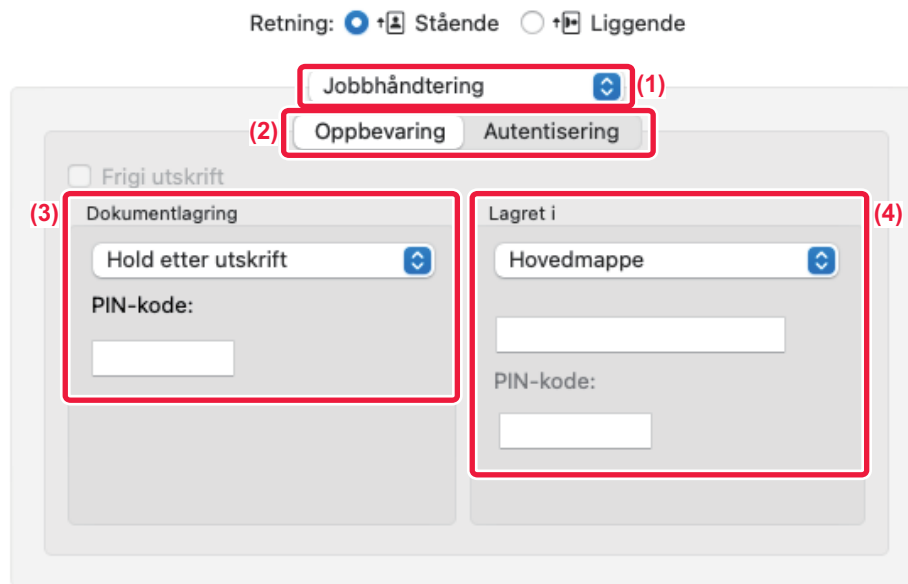 Retning: Stående Liggende
Jobbhåndtering (1)
(2) Oppbevaring Autentisering
Frigi utskrift
(3) Dokumentlagring Lagret i (4)
Hold etter utskrift Hovedmappe
PIN-kode:
PIN-kode: